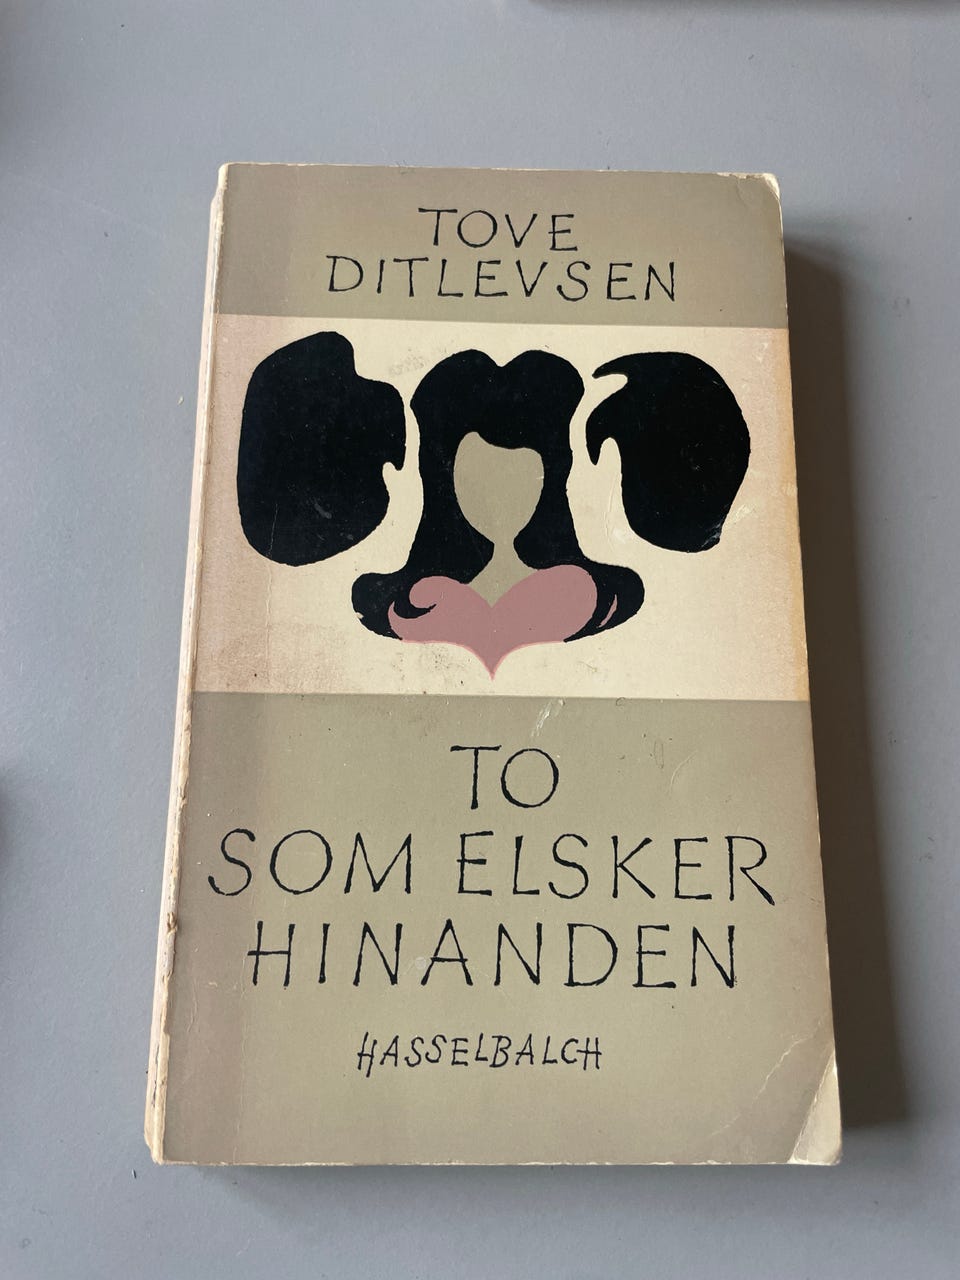 TOVE
DITLEVSEN
TO
SOM ELSKER
HINANDEN
HASSELBALCH